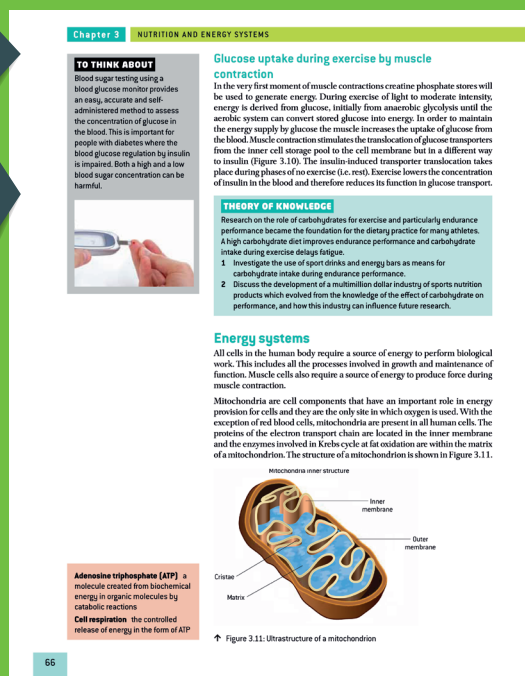 Chapter 3
NUTRITION AND ENERGY SYSTEMS
TO THINK ABOUT
Blood sugar testing using a
blood glucose monitor provides
an easy, accurate and self-
administered method to assess
the concentration of glucose in
the blood. This is important for
people with diabetes where the
blood glucose regulation by insulin
is impaired. Both a high and a low
blood sugar concentration can be
harmful.
Glucose uptake during exercise by muscle
contraction
In the very first moment of muscle contractions creatine phosphate stores will
be used to generate energy. During exercise of light to moderate intensity,
energy is derived from glucose, initially from anaerobic glycolysis until the
aerobic system can convert stored glucose into energy. In order to maintain
the energy supply by glucose the muscle increases the uptake of glucose from
the blood. Muscle contraction stimulates the translocation of glucose transporters
from the inner cell storage pool to the cell membrane but in a different way
to insulin (Figure 3.10). The insulin-induced transporter translocation takes
place during phases of no exercise (i.e. rest). Exercise lowers the concentration
of insulin in the blood and therefore reduces its function in glucose transport.
THEORY OF KNOWLEDGE
Research on the role of carbohydrates for exercise and particularly endurance
performance became the foundation for the dietary practice for many athletes.
A high carbohydrate diet improves endurance performance and carbohydrate
intake during exercise delays fatigue.
1 Investigate the use of sport drinks and energy bars as means for
carbohydrate intake during endurance performance.
2 Discuss the development of a multimillion dollar industry of sports nutrition
products which evolved from the knowledge of the effect of carbohydrate on
performance, and how this industry can influence future research.
Energy systems
All cells in the human body require a source of energy to perform biological
work. This includes all the processes involved in growth and maintenance of
function. Muscle cells also require a source of energy to produce force during
muscle contraction.
Mitochondria are cell components that have an important role in energy
provision for cells and they are the only site in which oxygen is used. With the
exception of red blood cells, mitochondria are present in all human cells. The
proteins of the electron transport chain are located in the inner membrane
and the enzymes involved in Krebs cycle at fat oxidation are within the matrix
of a mitochondrion. The structure of a mitochondrion is shown in Figure 3.11.
Mitochondria inner structure
Inner
membrane
Outer
membrane
Cristae
Matrix
↑ Figure 3.11: Ultrastructure of a mitochondrion
Adenosine triphosphate (ATP) a
molecule created from biochemical
energy in organic molecules by
catabolic reactions
Cell respiration the controlled
release of energy in the form of ATP
66